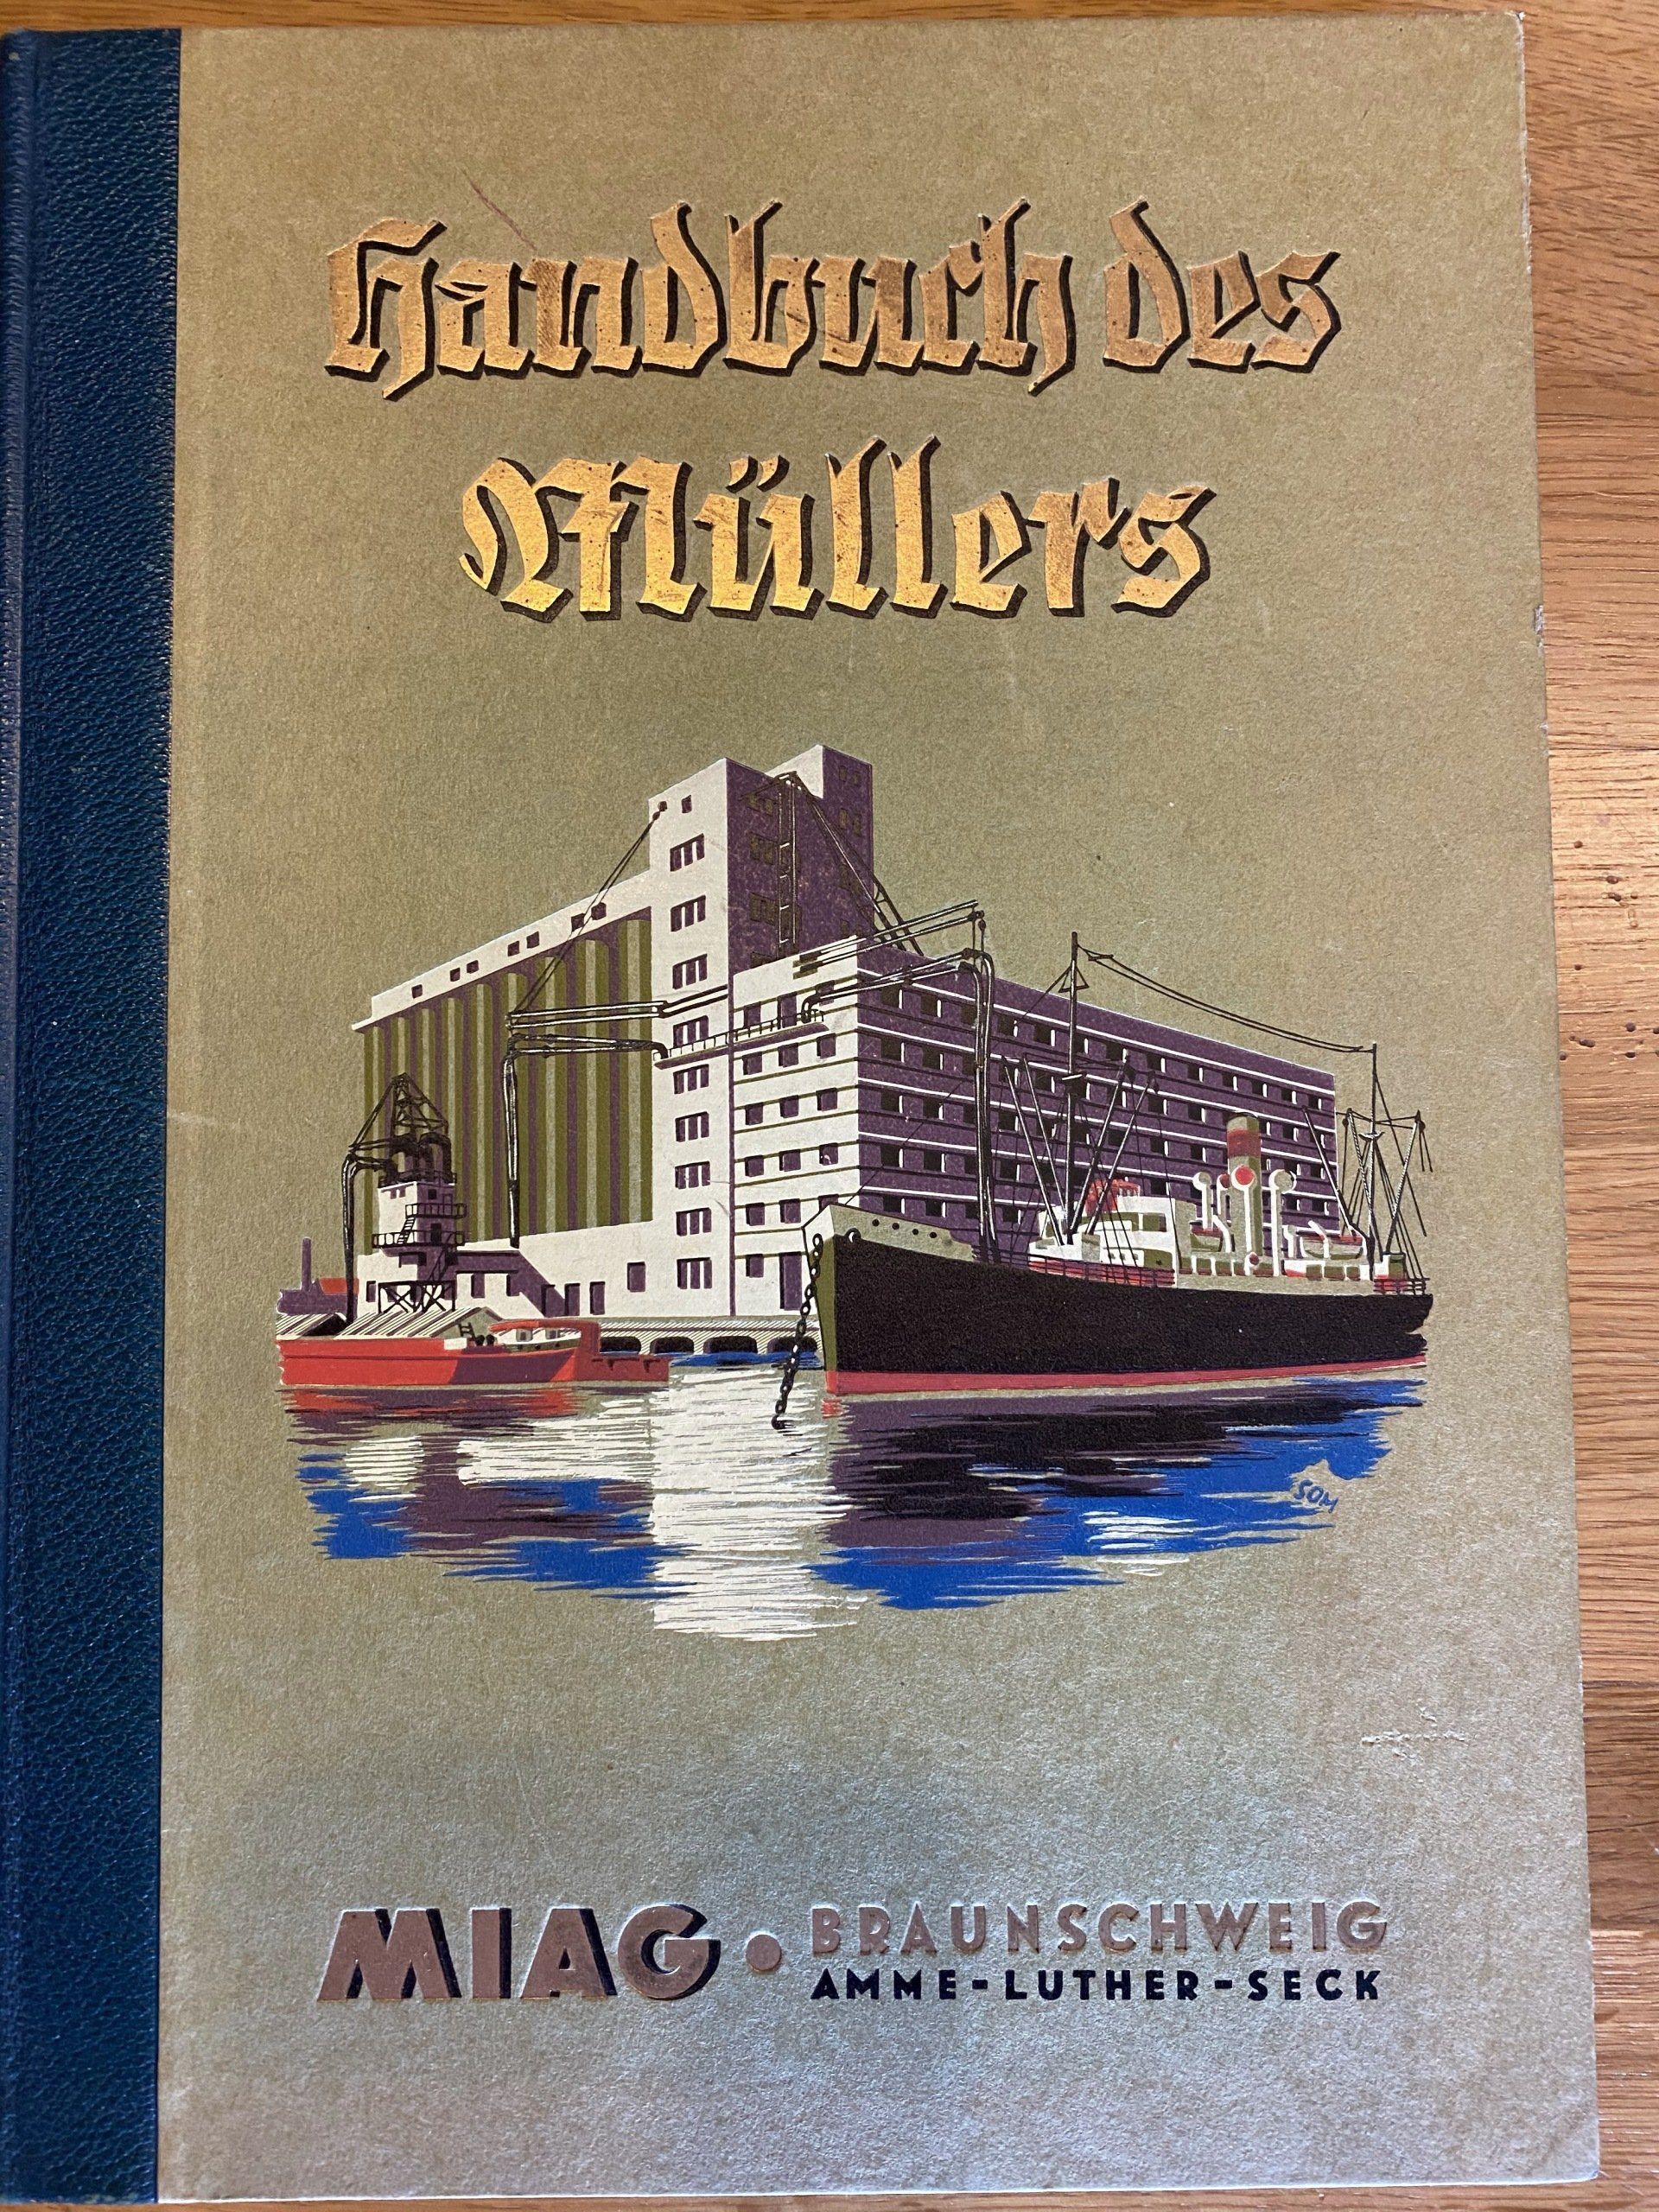 Handbuch des
Müllers
SOM
MIAG · BRAUNSCHWEIG
AMME-LUTHER-SECK